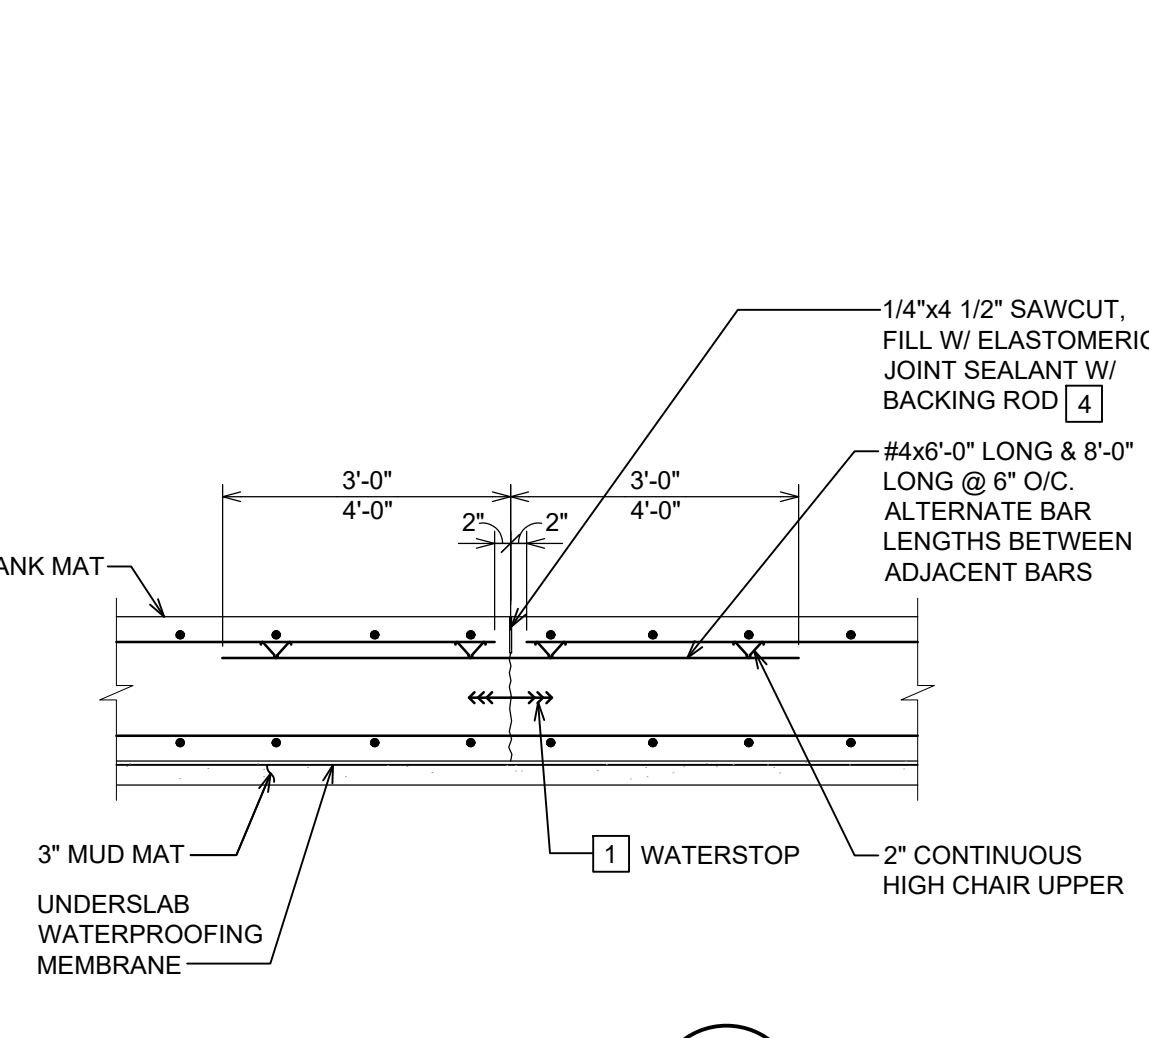 1/4"x4 1/2" SAWCUT,
FILL W/ ELASTOMERIC
JOINT SEALANT W/
BACKING ROD 4
#4x6'-0" LONG & 8'-0"
LONG @ 6" O/C.
ALTERNATE BAR
LENGTHS BETWEEN
ADJACENT BARS
3'-0" 3'-0"
4'-0" 4'-0"
2" 2"
ANK MAT
3" MUD MAT
1 WATERSTOP
2" CONTINUOUS
HIGH CHAIR UPPER
UNDERSLAB
WATERPROOFING
MEMBRANE